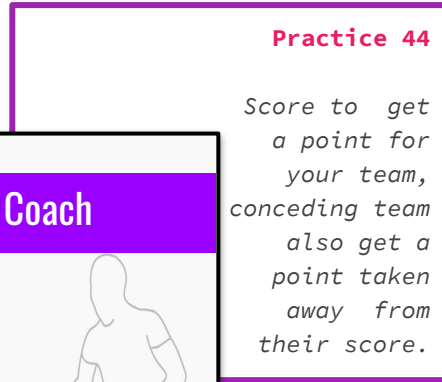 Practice 44
Score to get
a point for
your team,
conceding team
also get a
point taken
away from
their score.
Coach